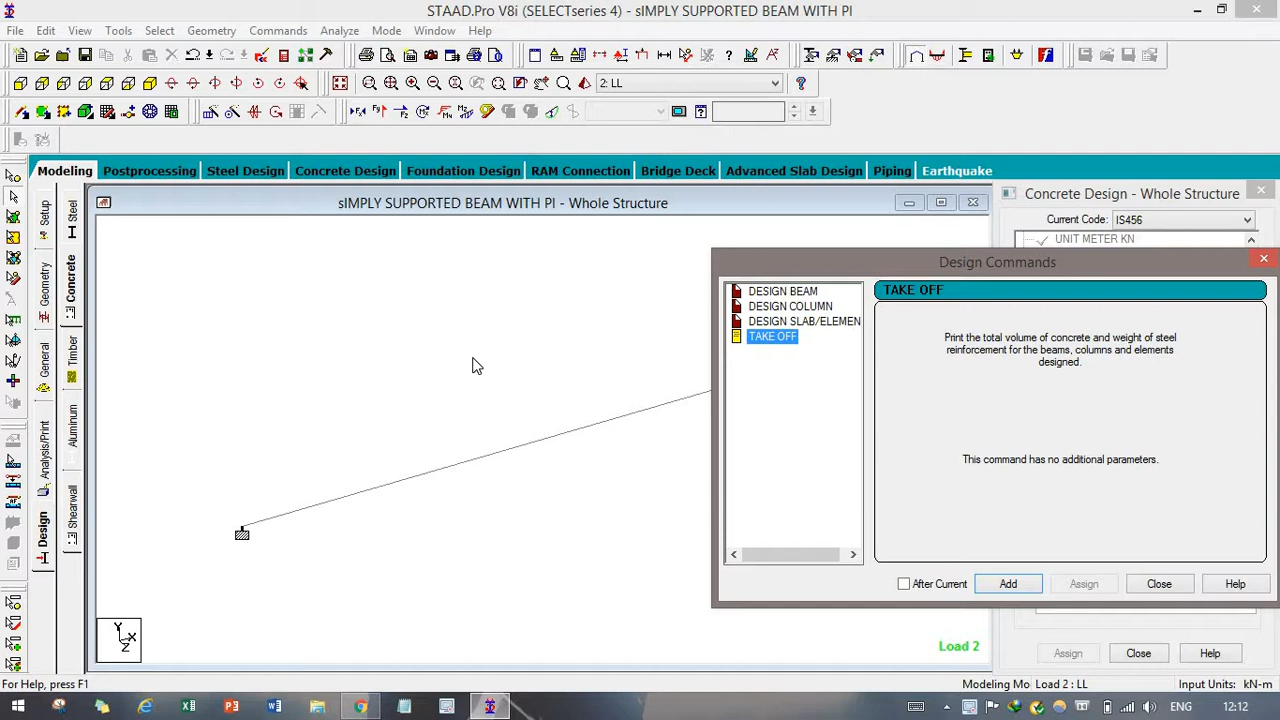 STAAD.Pro V8i (SELECTseries 4) - sIMPLY SUPPORTED BEAM WITH PI
File Edit View Tools Select Geometry Commands Analyze Mode Window Help
2: LL
Modeling Postprocessing Steel Design Concrete Design Foundation Design RAM Connection Bridge Deck Advanced Slab Design Piping Earthquake
Setup
Geometry
General
Analysis/Print
Design
Steel
Concrete
Timber
Aluminum
Shearwall
sIMPLY SUPPORTED BEAM WITH PI - Whole Structure
Concrete Design - Whole Structure
Current Code: IS456
UNIT METER KN
Design Commands
DESIGN BEAM
DESIGN COLUMN
DESIGN SLAB/ELEMEN
TAKE OFF
TAKE OFF
Print the total volume of concrete and weight of steel
reinforcement for the beams, columns and elements
designed.
This command has no additional parameters.
After Current Add Assign Close Help
Y
X
Z
Load 2
Assign Close Help
For Help, press F1
Modeling Mo Load 2 : LL Input Units: kN-m
ENG 12:12